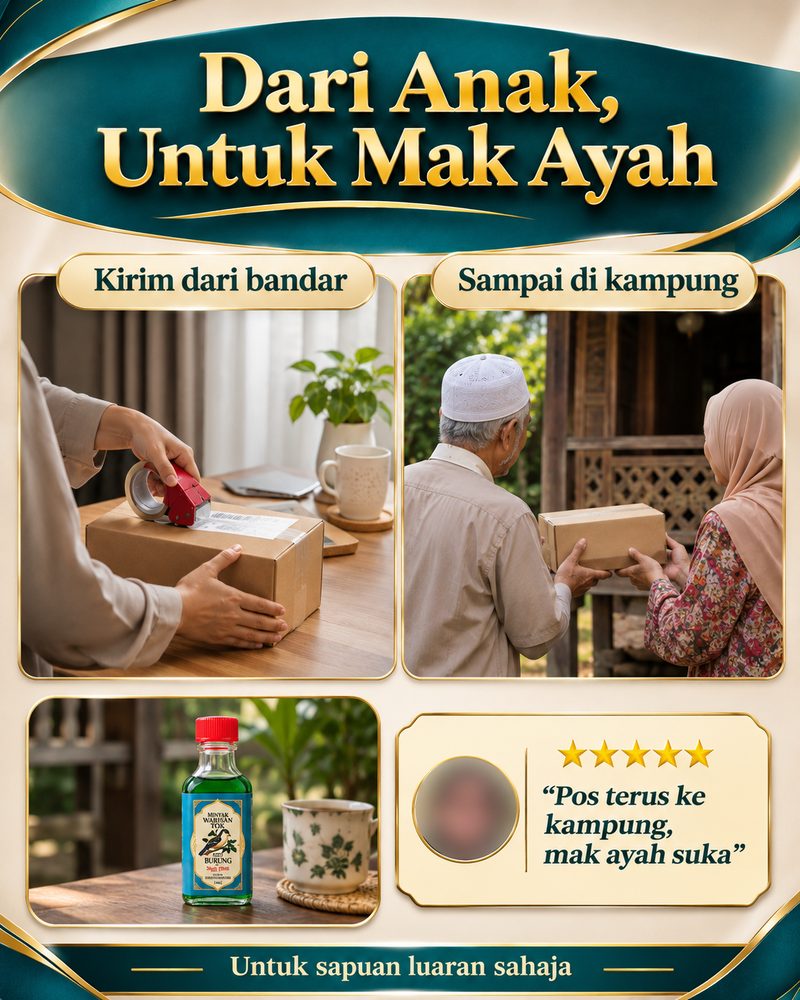 Dari Anak,
Untuk Mak Ayah
Kirim dari bandar
Sampai di kampung
MINYAK
WARISAN
TOK
BURUNG
“Pos terus ke
kampung,
mak ayah suka”
Untuk sapuan luaran sahaja